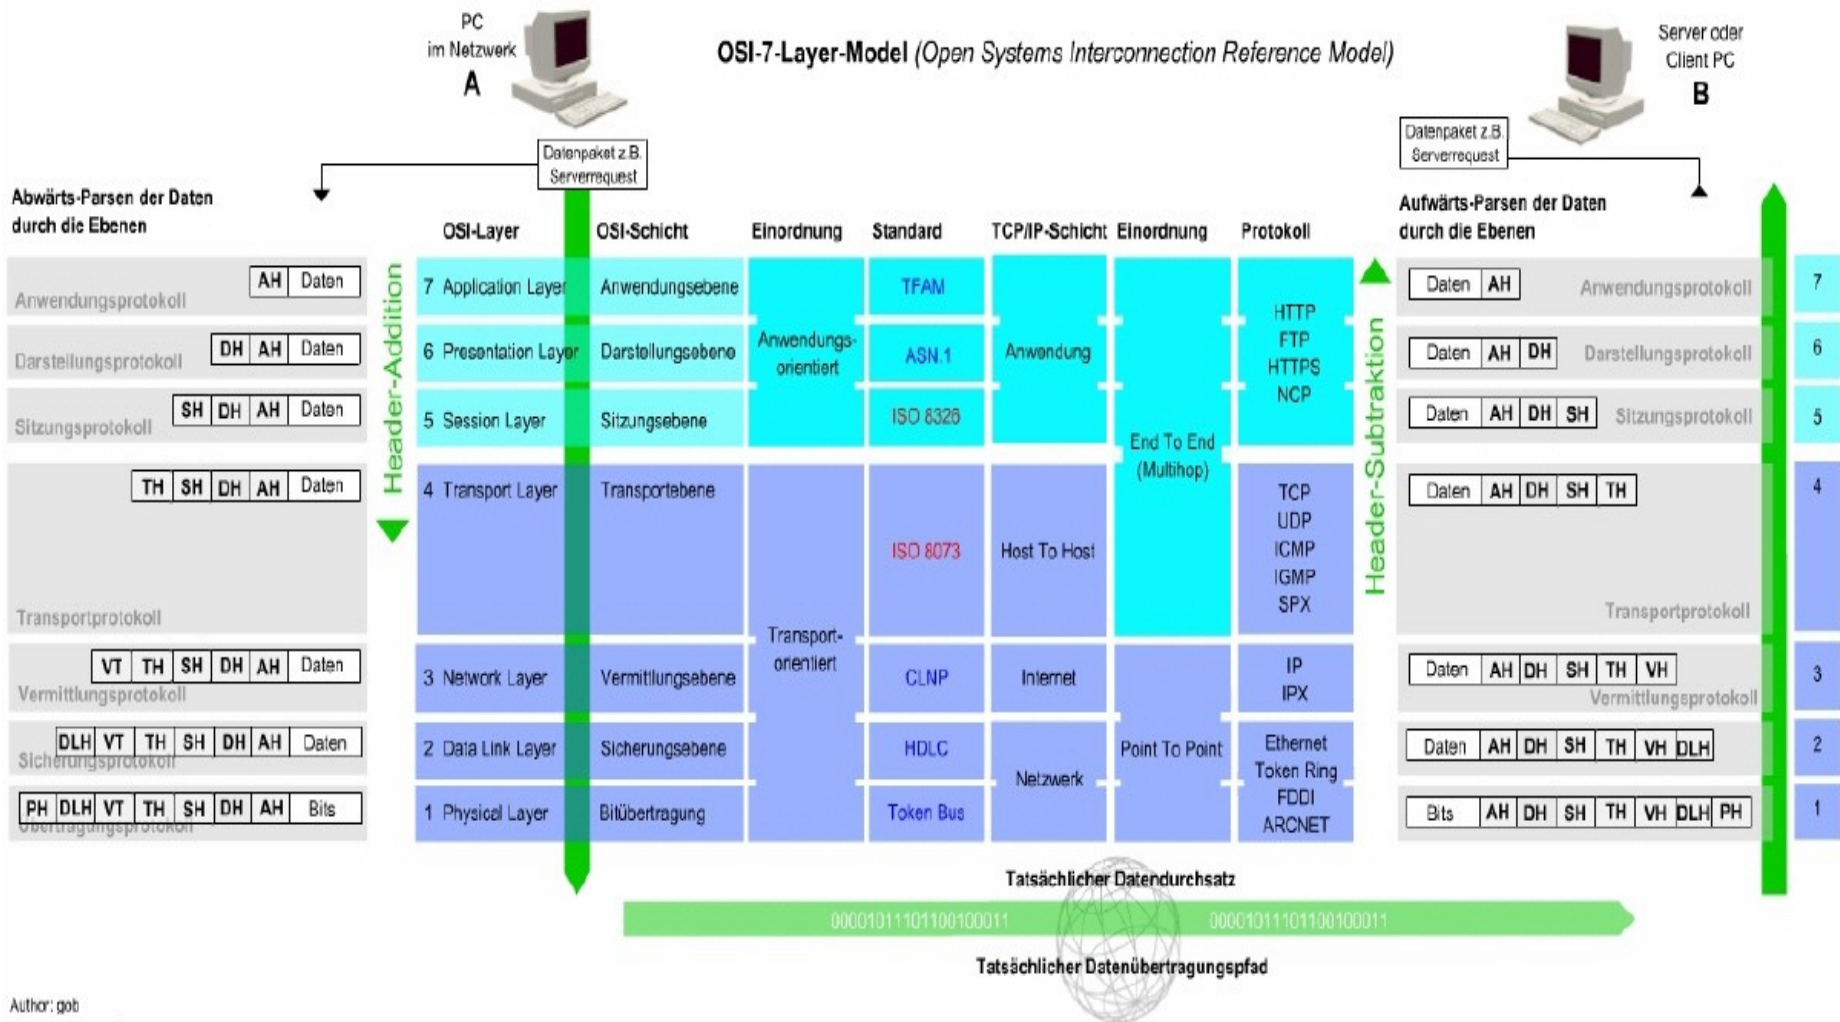 PC
im Netzwerk
A
OSI-7-Layer-Model (Open Systems Interconnection Reference Model)
Server oder
Client PC
B
Datenpaket z.B.
Serverrequest
Datenpaket z.B.
Serverrequest
Abwärts-Parsen der Daten
durch die Ebenen
Aufwärts-Parsen der Daten
durch die Ebenen
OSI-Layer OSI-Schicht Einordnung Standard TCP/IP-Schicht Einordnung Protokoll
Header-Addition
Header-Subtraktion
AH Daten
Anwendungsprotokoll
DH AH Daten
Darstellungsprotokoll
SH DH AH Daten
Sitzungsprotokoll
TH SH DH AH Daten
Transportprotokoll
VT TH SH DH AH Daten
Vermittlungsprotokoll
DLH VT TH SH DH AH Daten
Sicherungsprotokoll
PH DLH VT TH SH DH AH Bits
Übertragungsprotokoll
7 Application Layer
6 Presentation Layer
5 Session Layer
4 Transport Layer
3 Network Layer
2 Data Link Layer
1 Physical Layer
Anwendungsebene
Darstellungsebene
Sitzungsebene
Transportebene
Vermittlungsebene
Sicherungsebene
Bitübertragung
Anwendungs-
orientiert
Transport-
orientiert
TFAM
ASN.1
ISO 8326
ISO 8073
CLNP
HDLC
Token Bus
Anwendung
Host To Host
Internet
Netzwerk
End To End
(Multihop)
Point To Point
HTTP
FTP
HTTPS
NCP
TCP
UDP
ICMP
IGMP
SPX
IP
IPX
Ethernet
Token Ring
FDDI
ARCNET
Daten AH
Anwendungsprotokoll
7
Daten AH DH
Darstellungsprotokoll
6
Daten AH DH SH
Sitzungsprotokoll
5
Daten AH DH SH TH
4
Transportprotokoll
Daten AH DH SH TH VH
3
Vermittlungsprotokoll
Daten AH DH SH TH VH DLH
2
Bits AH DH SH TH VH DLH PH
1
Tatsächlicher Datendurchsatz
00001011101100100011 00001011101100100011
Tatsächlicher Datenübertragungspfad
Author: gob